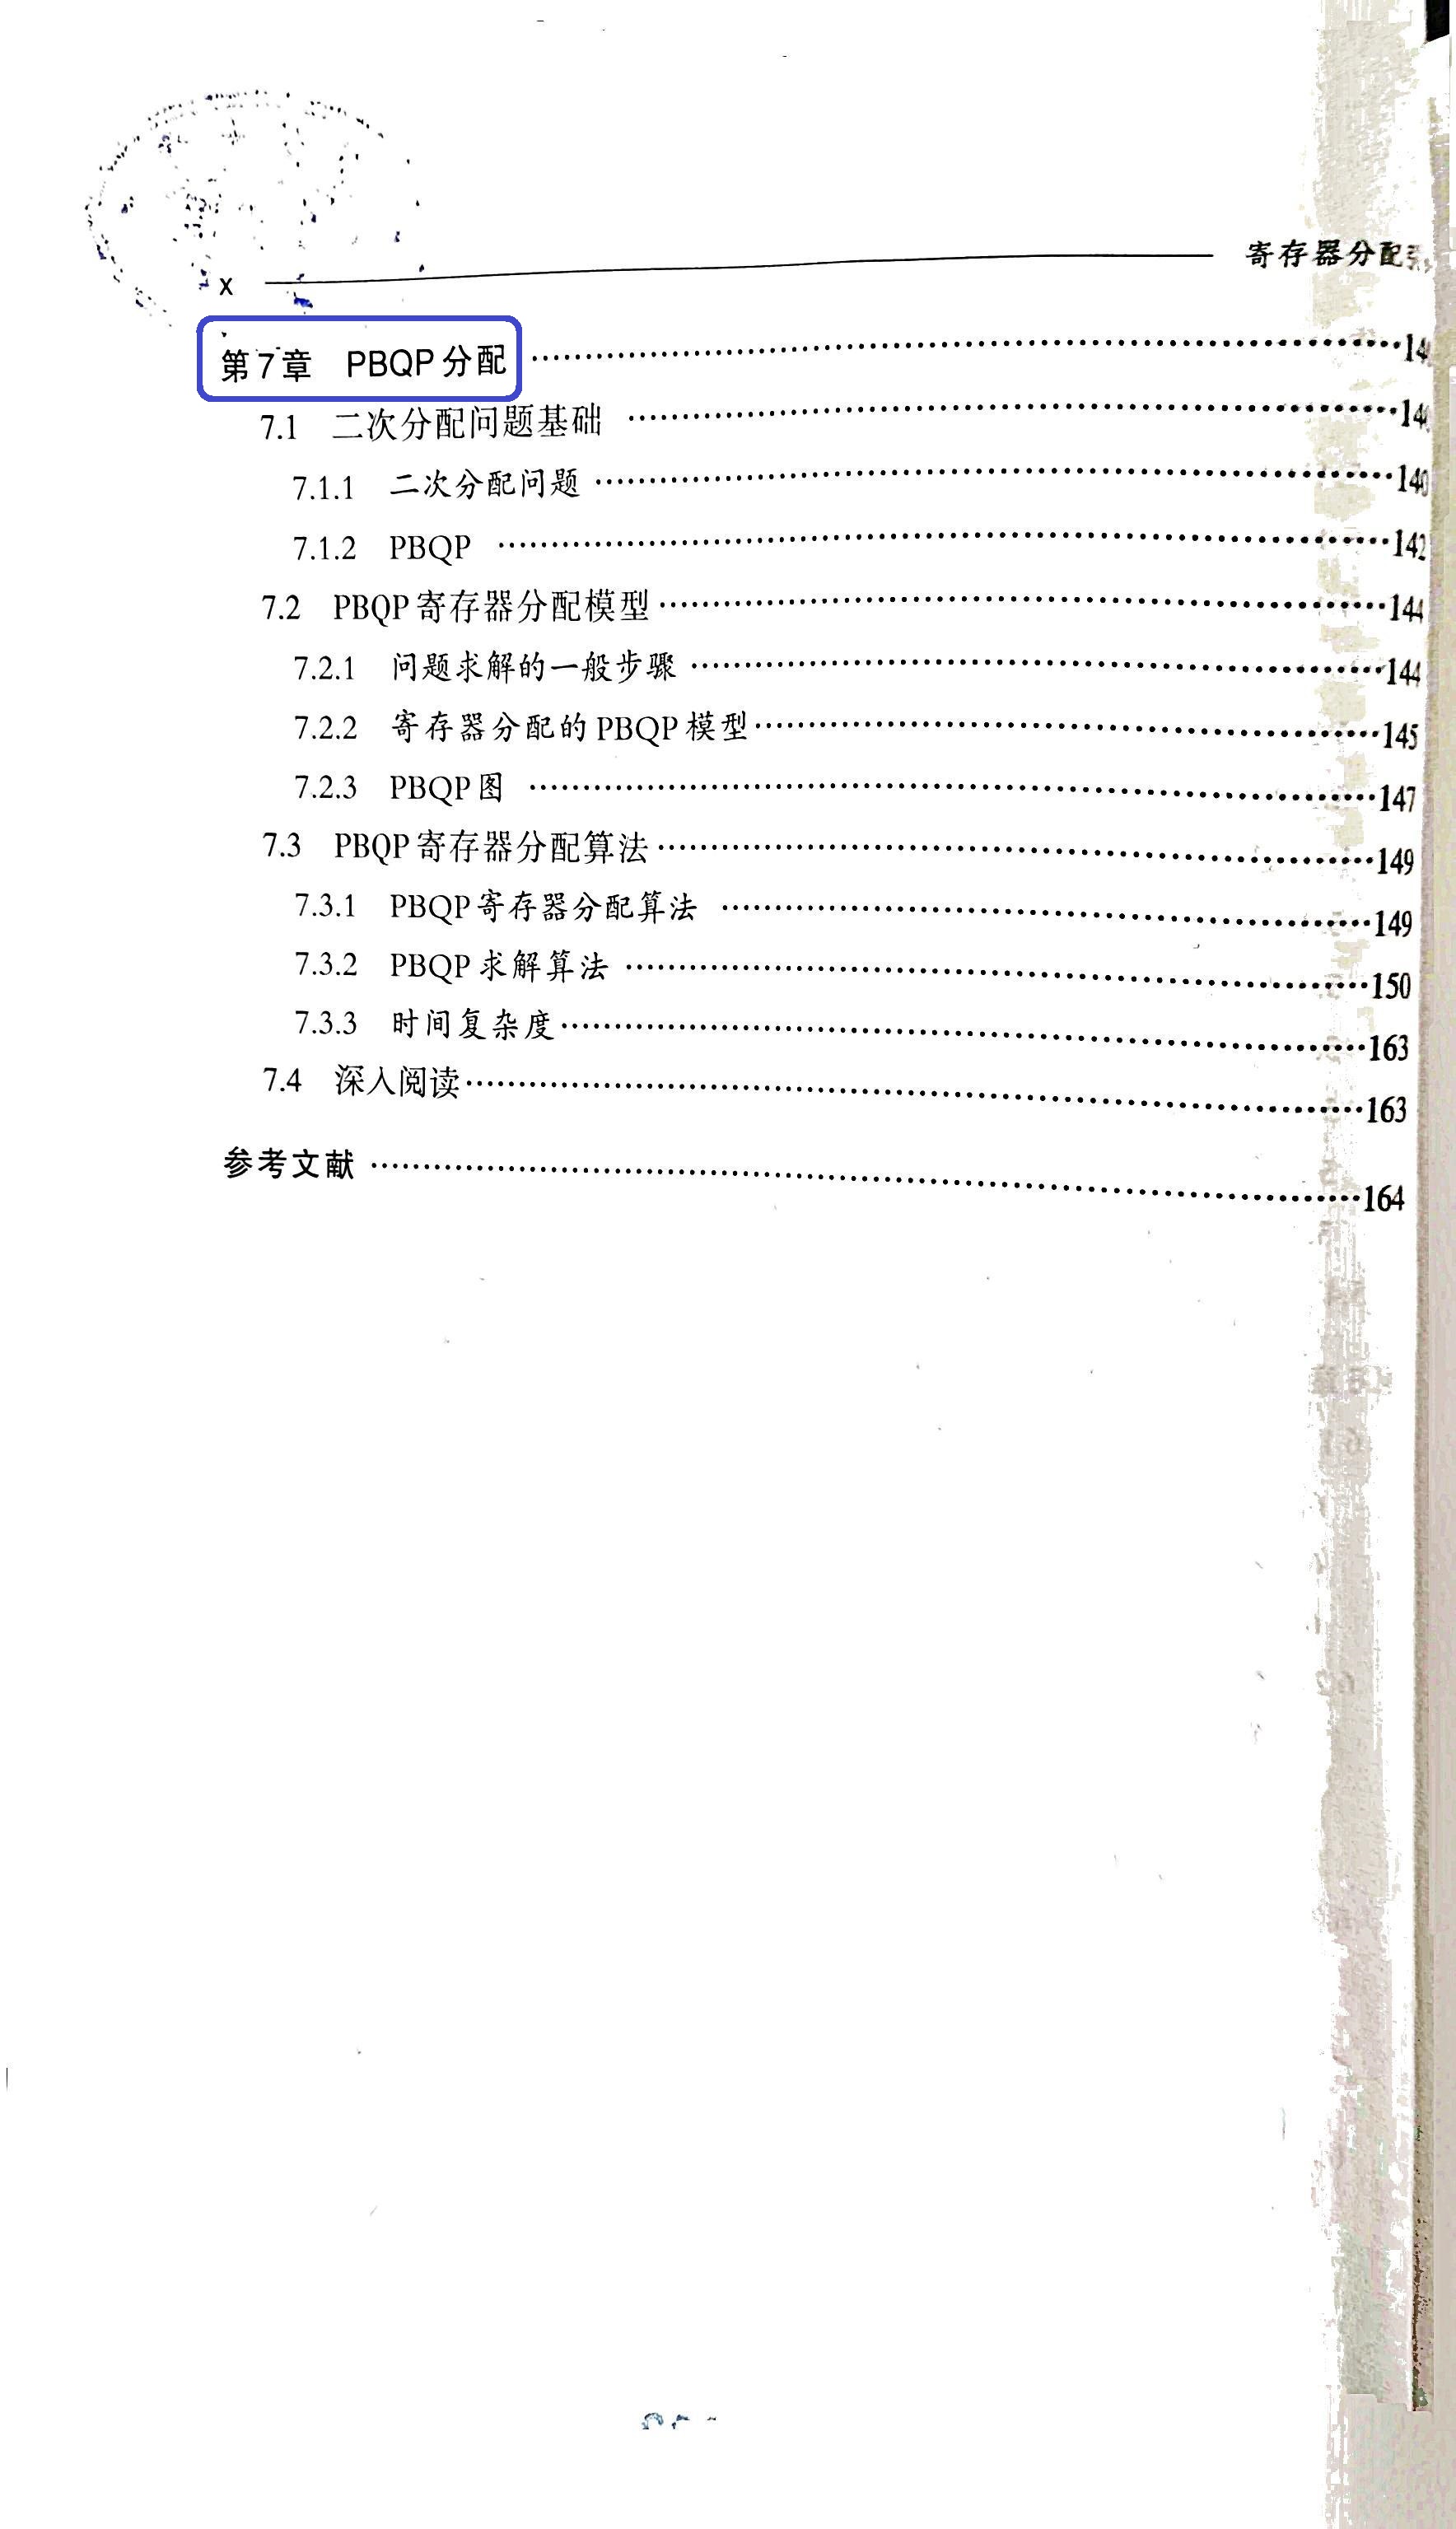 x 寄存器分配
第7章 PBQP分配
7.1 二次分配问题基础
7.1.1 二次分配问题 ……140
7.1.2 PBQP ……142
7.2 PBQP寄存器分配模型……144
7.2.1 问题求解的一般步骤 ……144
7.2.2 寄存器分配的PBQP模型……145
7.2.3 PBQP图 ……147
7.3 PBQP寄存器分配算法……149
7.3.1 PBQP寄存器分配算法 ……149
7.3.2 PBQP求解算法 ……150
7.3.3 时间复杂度……163
7.4 深入阅读……163
参考文献 ……164